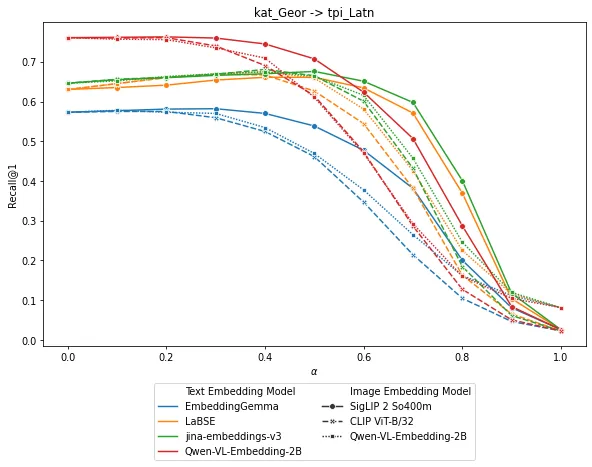 kat_Geor -> tpi_Latn
Recall@1
0.7
0.6
0.5
0.4
0.3
0.2
0.1
0.0
0.0 0.2 0.4 0.6 0.8 1.0
α
Text Embedding Model Image Embedding Model
EmbeddingGemma SigLIP 2 So400m
LaBSE CLIP ViT-B/32
jina-embeddings-v3 Qwen-VL-Embedding-2B
Qwen-VL-Embedding-2B